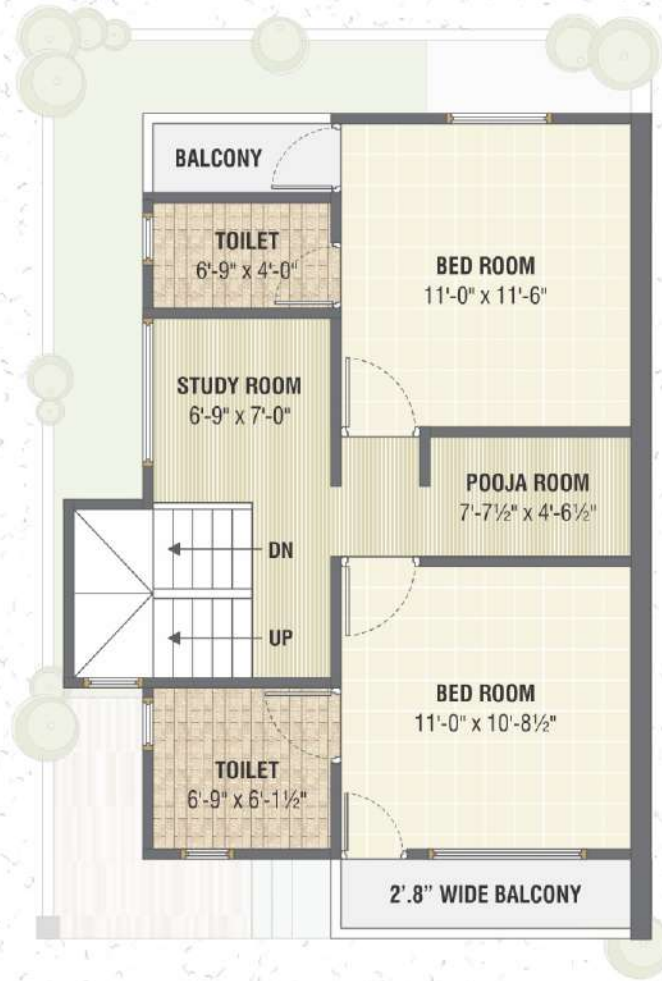 BALCONY
TOILET
6'-9" x 4'-0"
BED ROOM
11'-0" x 11'-6"
STUDY ROOM
6'-9" x 7'-0"
POOJA ROOM
7'-7½" x 4'-6½"
DN
UP
BED ROOM
11'-0" x 10'-8½"
TOILET
6'-9" x 6'-1½"
2'.8” WIDE BALCONY